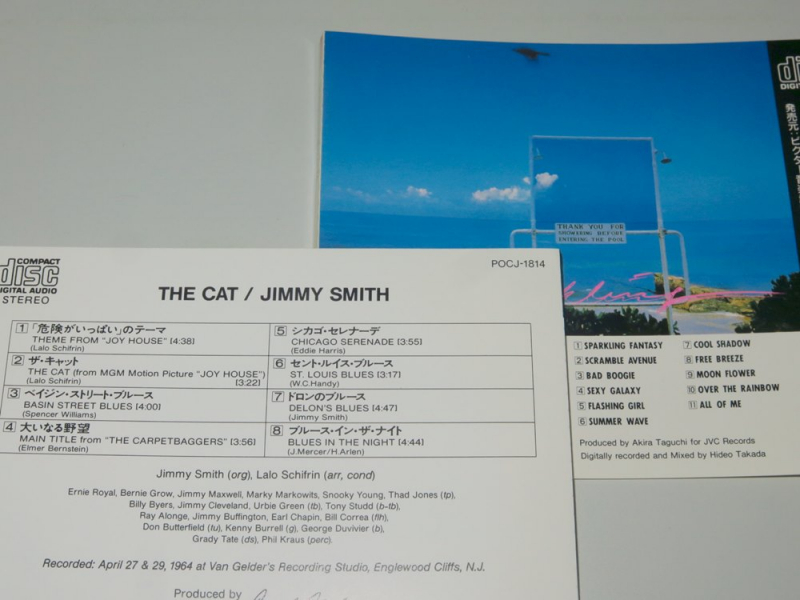 COMPACT
disc
DIGITAL AUDIO
STEREO
POCJ-1814
THE CAT / JIMMY SMITH
1 「危険がいっぱい」のテーマ
THEME FROM "JOY HOUSE" [4:38]
(Lalo Schifrin)
2 ザ・キャット
THE CAT (from MGM Motion Picture "JOY HOUSE")
(Lalo Schifrin) [3:22]
3 ベイジン・ストリート・ブルース
BASIN STREET BLUES [4:00]
(Spencer Williams)
4 大いなる野望
MAIN TITLE from "THE CARPETBAGGERS" [3:56]
(Elmer Bernstein)
5 シカゴ・セレナーデ
CHICAGO SERENADE [3:55]
(Eddie Harris)
6 セント・ルイス・ブルース
ST. LOUIS BLUES [3:17]
(W.C.Handy)
7 ドロンのブルース
DELON'S BLUES [4:47]
(Jimmy Smith)
8 ブルース・イン・ザ・ナイト
BLUES IN THE NIGHT [4:44]
(J.Mercer/H.Arlen)
Jimmy Smith (org), Lalo Schifrin (arr, cond)
Ernie Royal, Bernie Grow, Jimmy Maxwell, Marky Markowits, Snooky Young, Thad Jones (tp),
Billy Byers, Jimmy Cleveland, Urbie Green (tb), Tony Studd (b-tb),
Ray Alonge, Jimmy Buffington, Earl Chapin, Bill Correa (flh),
Don Butterfield (tu), Kenny Burrell (g), George Duvivier (b),
Grady Tate (ds), Phil Kraus (perc).
Recorded: April 27 & 29, 1964 at Van Gelder's Recording Studio, Englewood Cliffs, N.J.
Produced by
THANK YOU FOR
SHOWERING BEFORE
ENTERING THE POOL
1 SPARKLING FANTASY
2 SCRAMBLE AVENUE
3 BAD BOOGIE
4 SEXY GALAXY
5 FLASHING GIRL
6 SUMMER WAVE
7 COOL SHADOW
8 FREE BREEZE
9 MOON FLOWER
10 OVER THE RAINBOW
11 ALL OF ME
Produced by Akira Taguchi for JVC Records
Digitally recorded and Mixed by Hideo Takada
発売元:ビクター